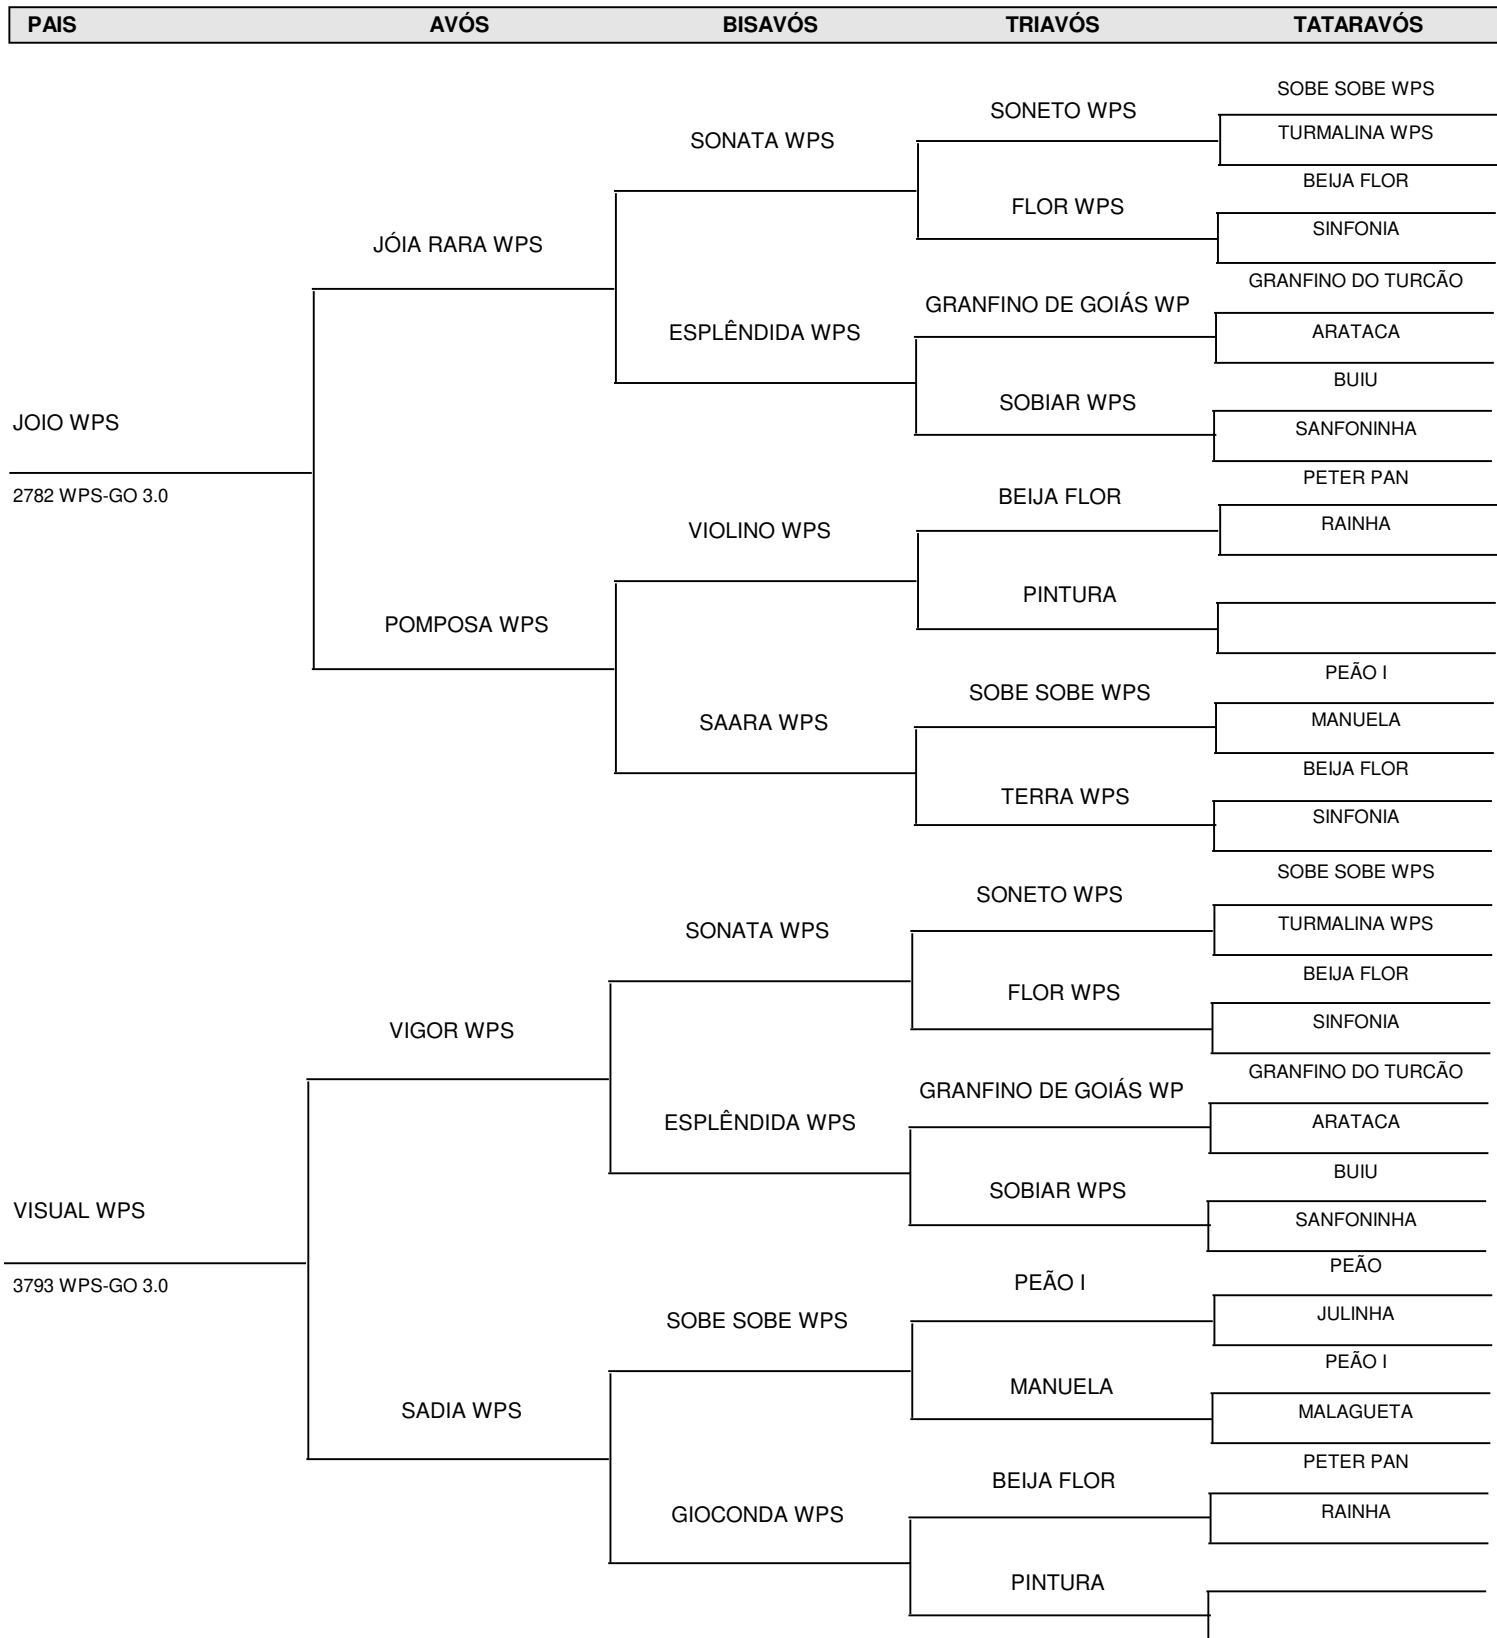 PAIS AVÓS BISAVÓS TRIAVÓS TATARAVÓS
SOBE SOBE WPS
SONETO WPS
TURMALINA WPS
SONATA WPS
BEIJA FLOR
FLOR WPS
SINFONIA
JÓIA RARA WPS
GRANFINO DO TURCÃO
GRANFINO DE GOIÁS WP
ARATACA
ESPLÊNDIDA WPS
BUIU
SOBIAR WPS
SANFONINHA
JOIO WPS
PETER PAN
2782 WPS-GO 3.0
BEIJA FLOR
RAINHA
VIOLINO WPS
PINTURA
POMPOSA WPS
PEÃO I
SOBE SOBE WPS
MANUELA
SAARA WPS
BEIJA FLOR
TERRA WPS
SINFONIA
SOBE SOBE WPS
SONETO WPS
TURMALINA WPS
SONATA WPS
BEIJA FLOR
FLOR WPS
SINFONIA
VIGOR WPS
GRANFINO DO TURCÃO
GRANFINO DE GOIÁS WP
ARATACA
ESPLÊNDIDA WPS
BUIU
SOBIAR WPS
SANFONINHA
VISUAL WPS
PEÃO
3793 WPS-GO 3.0
PEÃO I
JULINHA
SOBE SOBE WPS
PEÃO I
MANUELA
MALAGUETA
SADIA WPS
PETER PAN
BEIJA FLOR
RAINHA
GIOCONDA WPS
PINTURA